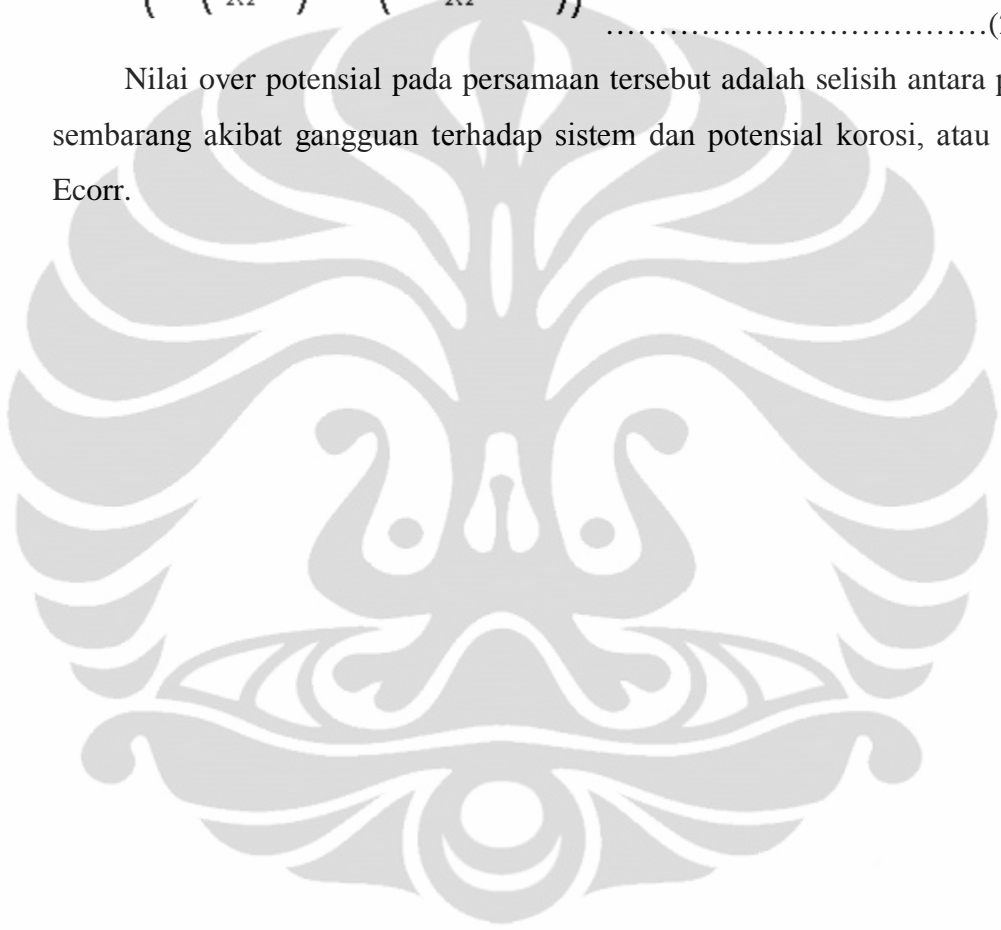 …………………………………(2
Nilai over potensial pada persamaan tersebut adalah selisih antara p
sembarang akibat gangguan terhadap sistem dan potensial korosi, atau
Ecorr.